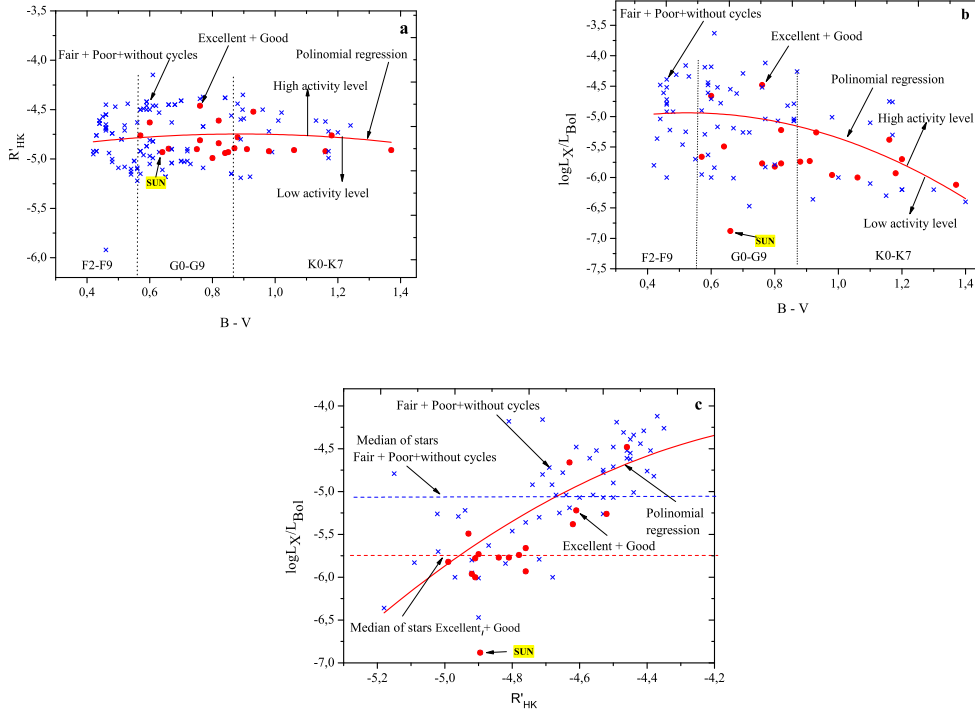 a
Fair + Poor+without cycles
Excellent + Good
Polinomial regression
High activity level
SUN
Low activity level
F2-F9
G0-G9
K0-K7
R'HK
-3,5
-4,0
-4,5
-5,0
-5,5
-6,0
0,4
0,6
0,8
1,0
1,2
1,4
B - V
b
Fair + Poor+without cycles
Excellent + Good
Polinomial regression
High activity level
Low activity level
SUN
F2-F9
G0-G9
K0-K7
logLX/LBol
-3,5
-4,0
-4,5
-5,0
-5,5
-6,0
-6,5
-7,0
-7,5
0,4
0,6
0,8
1,0
1,2
1,4
B - V
c
Fair + Poor+without cycles
Median of stars
Fair + Poor+without cycles
Polinomial
regression
Excellent + Good
Median of stars Excellent + Good
SUN
logLX/LBol
-4,0
-4,5
-5,0
-5,5
-6,0
-6,5
-7,0
-5,2
-5,0
-4,8
-4,6
-4,4
-4,2
R'HK